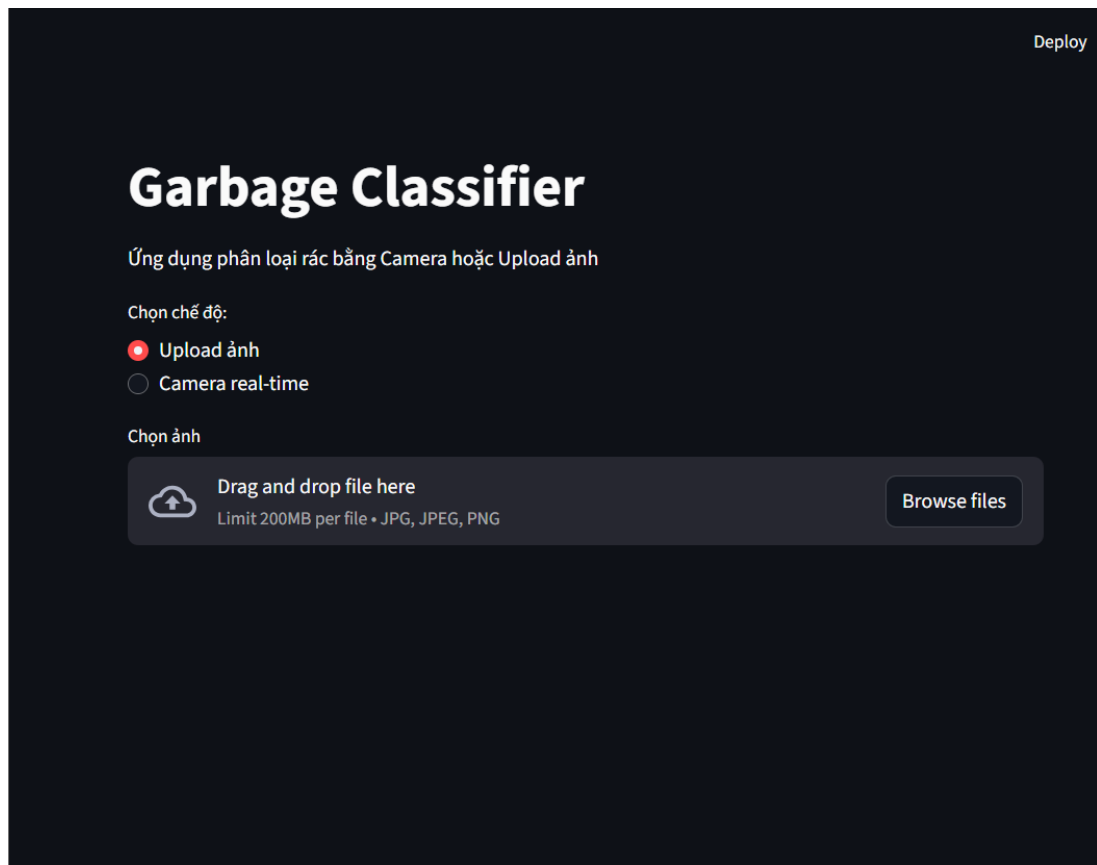 Deploy
Garbage Classifier
Ứng dụng phân loại rác bằng Camera hoặc Upload ảnh
Chọn chế độ:
Upload ảnh
Camera real-time
Chọn ảnh
Drag and drop file here
Limit 200MB per file • JPG, JPEG, PNG
Browse files